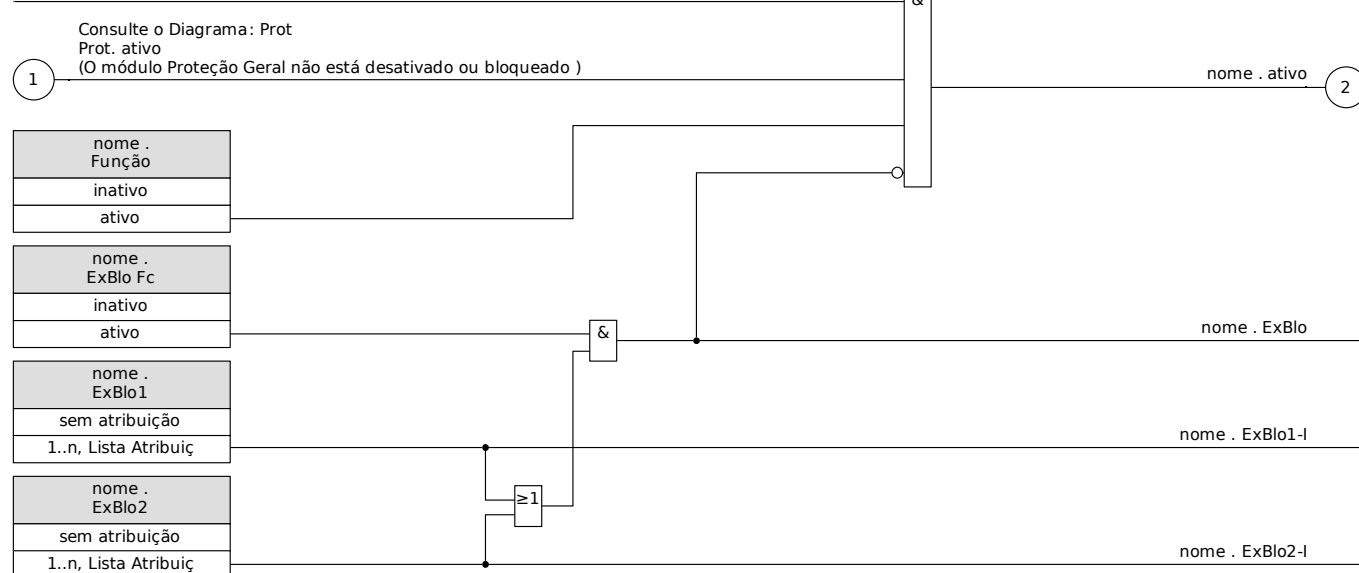 &
Consulte o Diagrama: Prot
Prot. ativo
(O módulo Proteção Geral não está desativado ou bloqueado )
1
nome . ativo
2
nome .
Função
inativo
ativo
nome .
ExBlo Fc
inativo
ativo
&
nome . ExBlo
nome .
ExBlo1
sem atribuição
1..n, Lista Atribuiç
nome . ExBlo1-I
≥1
nome .
ExBlo2
sem atribuição
1..n, Lista Atribuiç
nome . ExBlo2-I